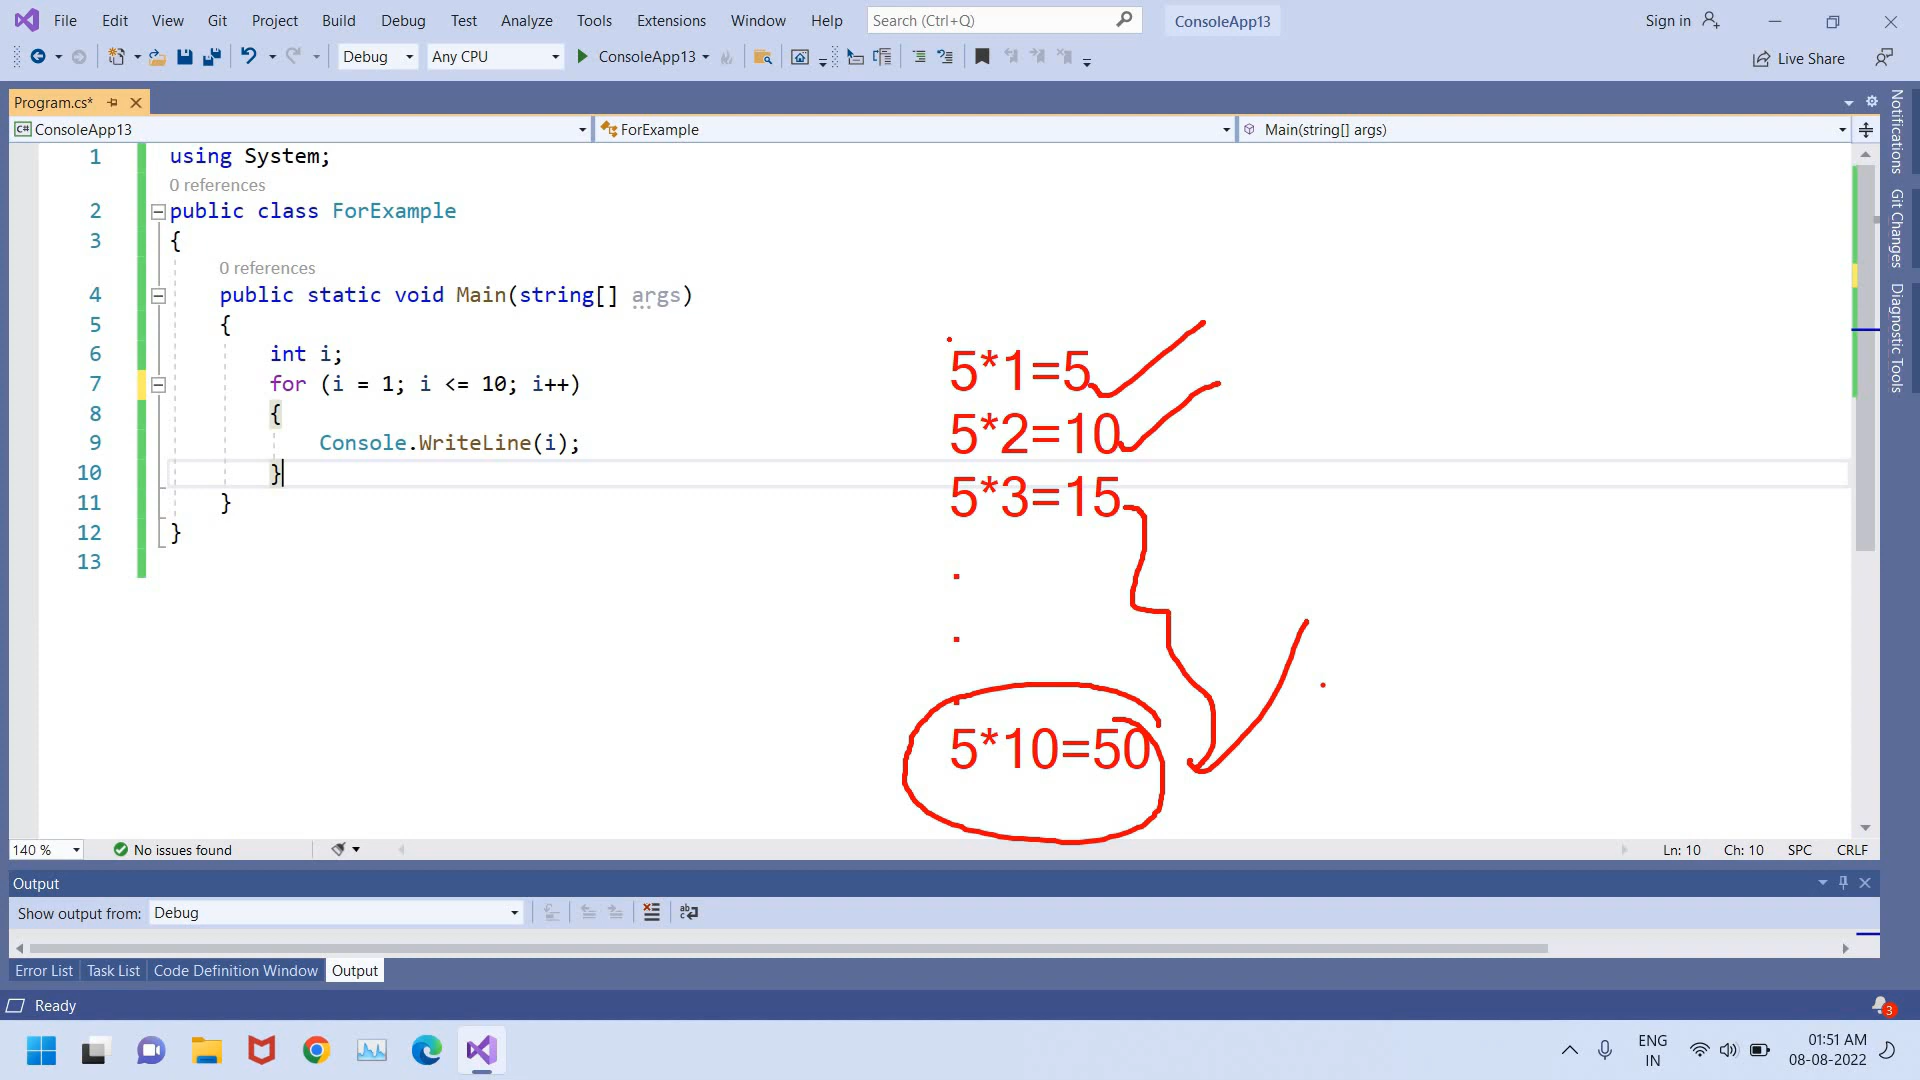 File Edit View Git Project Build Debug Test Analyze Tools Extensions Window Help Search (Ctrl+Q) ConsoleApp13 Sign in
Debug Any CPU ConsoleApp13 Live Share
Program.cs*
C# ConsoleApp13 ForExample Main(string[] args)
1 using System;
0 references
2 public class ForExample
3 {
0 references
4 public static void Main(string[] args)
5 {
6 int i;
7 for (i = 1; i <= 10; i++)
8 {
9 Console.WriteLine(i);
10 }
11 }
12 }
13
5*1=5
5*2=10
5*3=15
.
.
.
5*10=50
Notifications
Git Changes
Diagnostic Tools
140 % No issues found Ln: 10 Ch: 10 SPC CRLF
Output
Show output from: Debug
Error List Task List Code Definition Window Output
Ready 3
ENG
IN
01:51 AM
08-08-2022